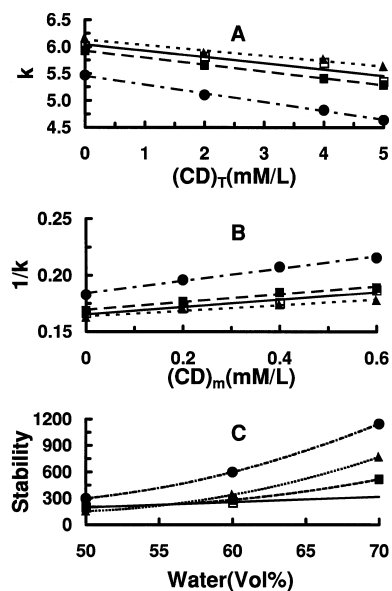 A
k
6.5
6.0
5.5
5.0
4.5
0 1 2 3 4 5
(CD)T(mM/L)
B
1/k
0.25
0.20
0.15
0 0.2 0.4 0.6
(CD)m(mM/L)
C
Stability
1200
900
600
300
0
50 55 60 65 70
Water(Vol%)